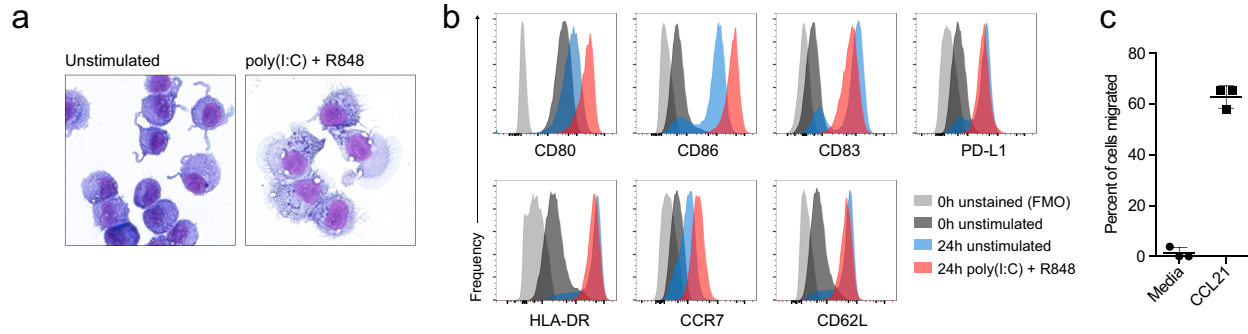 a
Unstimulated
poly(I:C) + R848
b
Frequency
CD80
CD86
CD83
PD-L1
HLA-DR
CCR7
CD62L
0h unstained (FMO)
0h unstimulated
24h unstimulated
24h poly(I:C) + R848
c
Percent of cells migrated
80
60
40
20
0
Media
CCL21